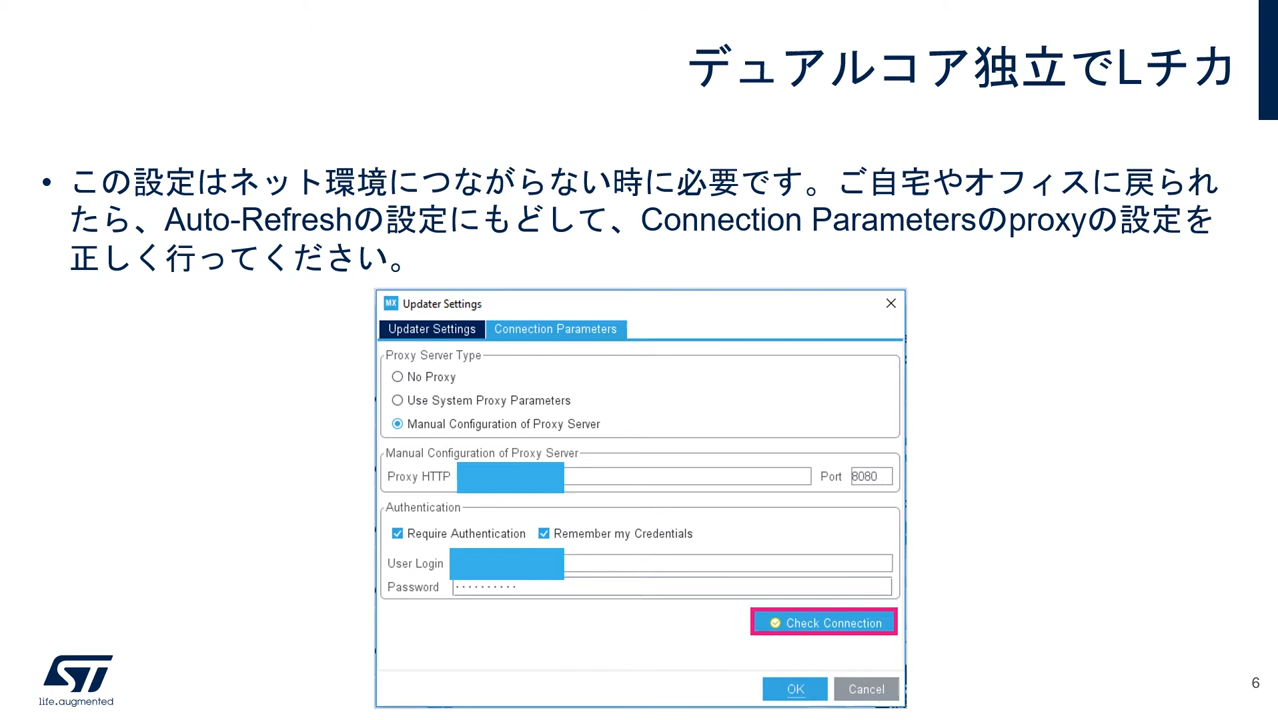 デュアルコア独立でLチカ
• この設定はネット環境につながらない時に必要です。ご自宅やオフィスに戻られ
たら、Auto-Refreshの設定にもどして、Connection Parametersのproxyの設定を
正しく行ってください。
MX Updater Settings
Updater Settings Connection Parameters
Proxy Server Type
No Proxy
Use System Proxy Parameters
Manual Configuration of Proxy Server
Manual Configuration of Proxy Server
Proxy HTTP Port 8080
Authentication
Require Authentication Remember my Credentials
User Login
Password ··········
Check Connection
OK Cancel
ST
life.augmented
6